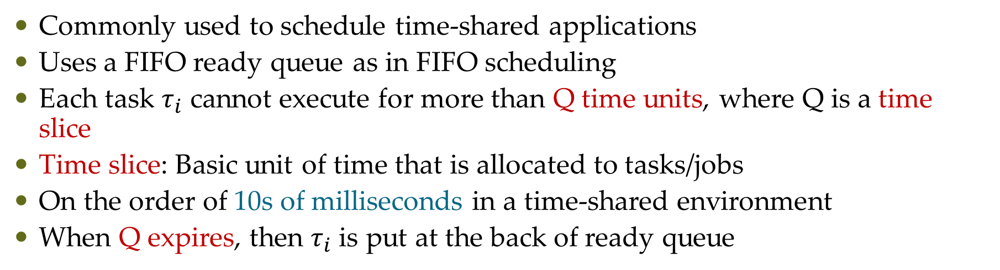 • Commonly used to schedule time-shared applications
• Uses a FIFO ready queue as in FIFO scheduling
• Each task τᵢ cannot execute for more than Q time units, where Q is a time
slice
• Time slice: Basic unit of time that is allocated to tasks/jobs
• On the order of 10s of milliseconds in a time-shared environment
• When Q expires, then τᵢ is put at the back of ready queue